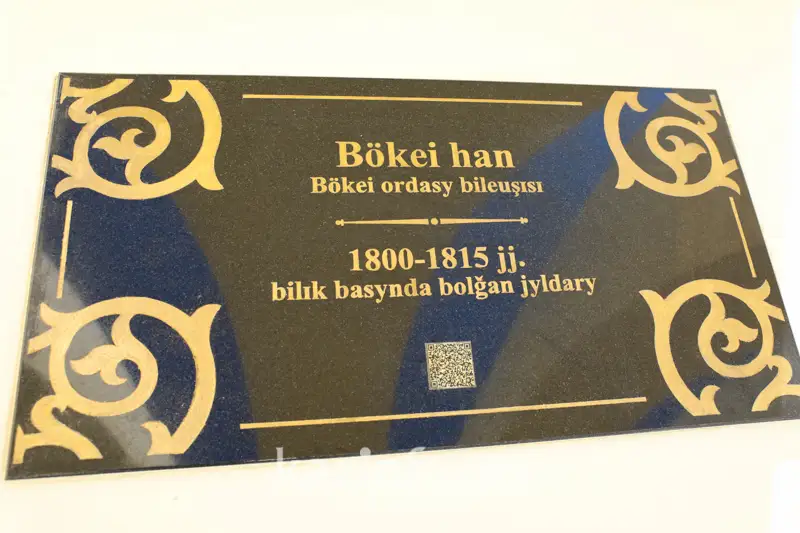 Bökei han
Bökei ordasy bileuşısı
1800-1815 jj.
bilık basynda bolğan jyldary